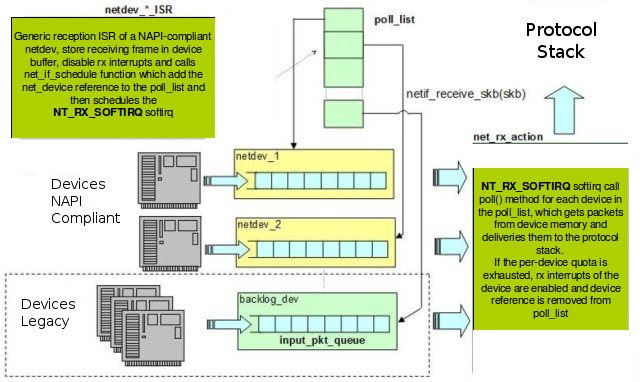 netdev_*_ISR
Generic reception ISR of a NAPI-compliant
netdev, store receiving frame in device
buffer, disable rx interrupts and calls
net_if_schedule function which add the
net_device reference to the poll_list and
then schedules the
NT_RX_SOFTIRQ softirq
poll_list
Protocol
Stack
netif_receive_skb(skb)
net_rx_action
Devices
NAPI
Compliant
netdev_1
netdev_2
NT_RX_SOFTIRQ softirq call
poll() method for each device in
the poll_list, which gets packets
from device memory and
deliveries them to the protocol
stack.
If the per-device quota is
exhausted, rx interrupts of the
device are enabled and device
reference is removed from
poll_list
Devices
Legacy
backlog_dev
input_pkt_queue